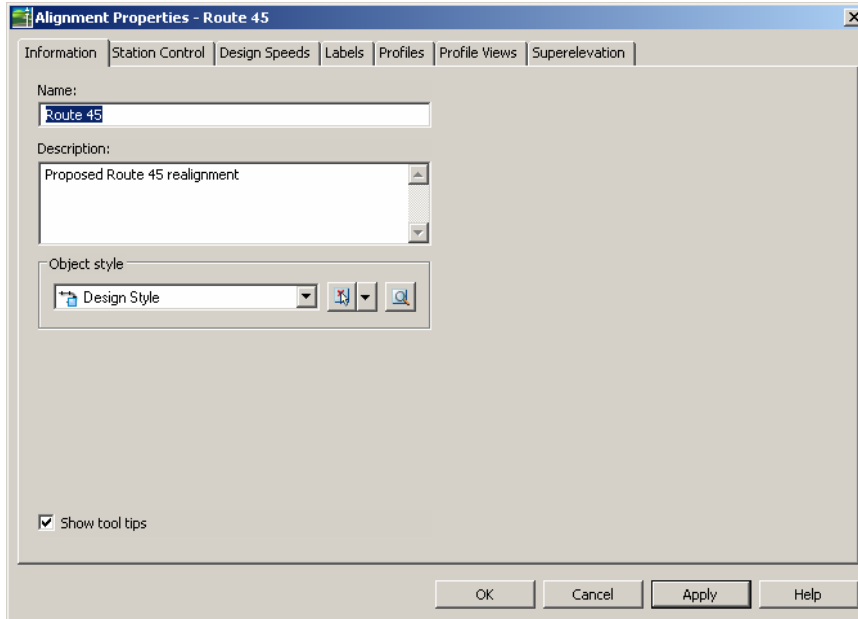 Alignment Properties - Route 45
Information Station Control Design Speeds Labels Profiles Profile Views Superelevation
Name:
Route 45
Description:
Proposed Route 45 realignment
Object style
Design Style
Show tool tips
OK Cancel Apply Help